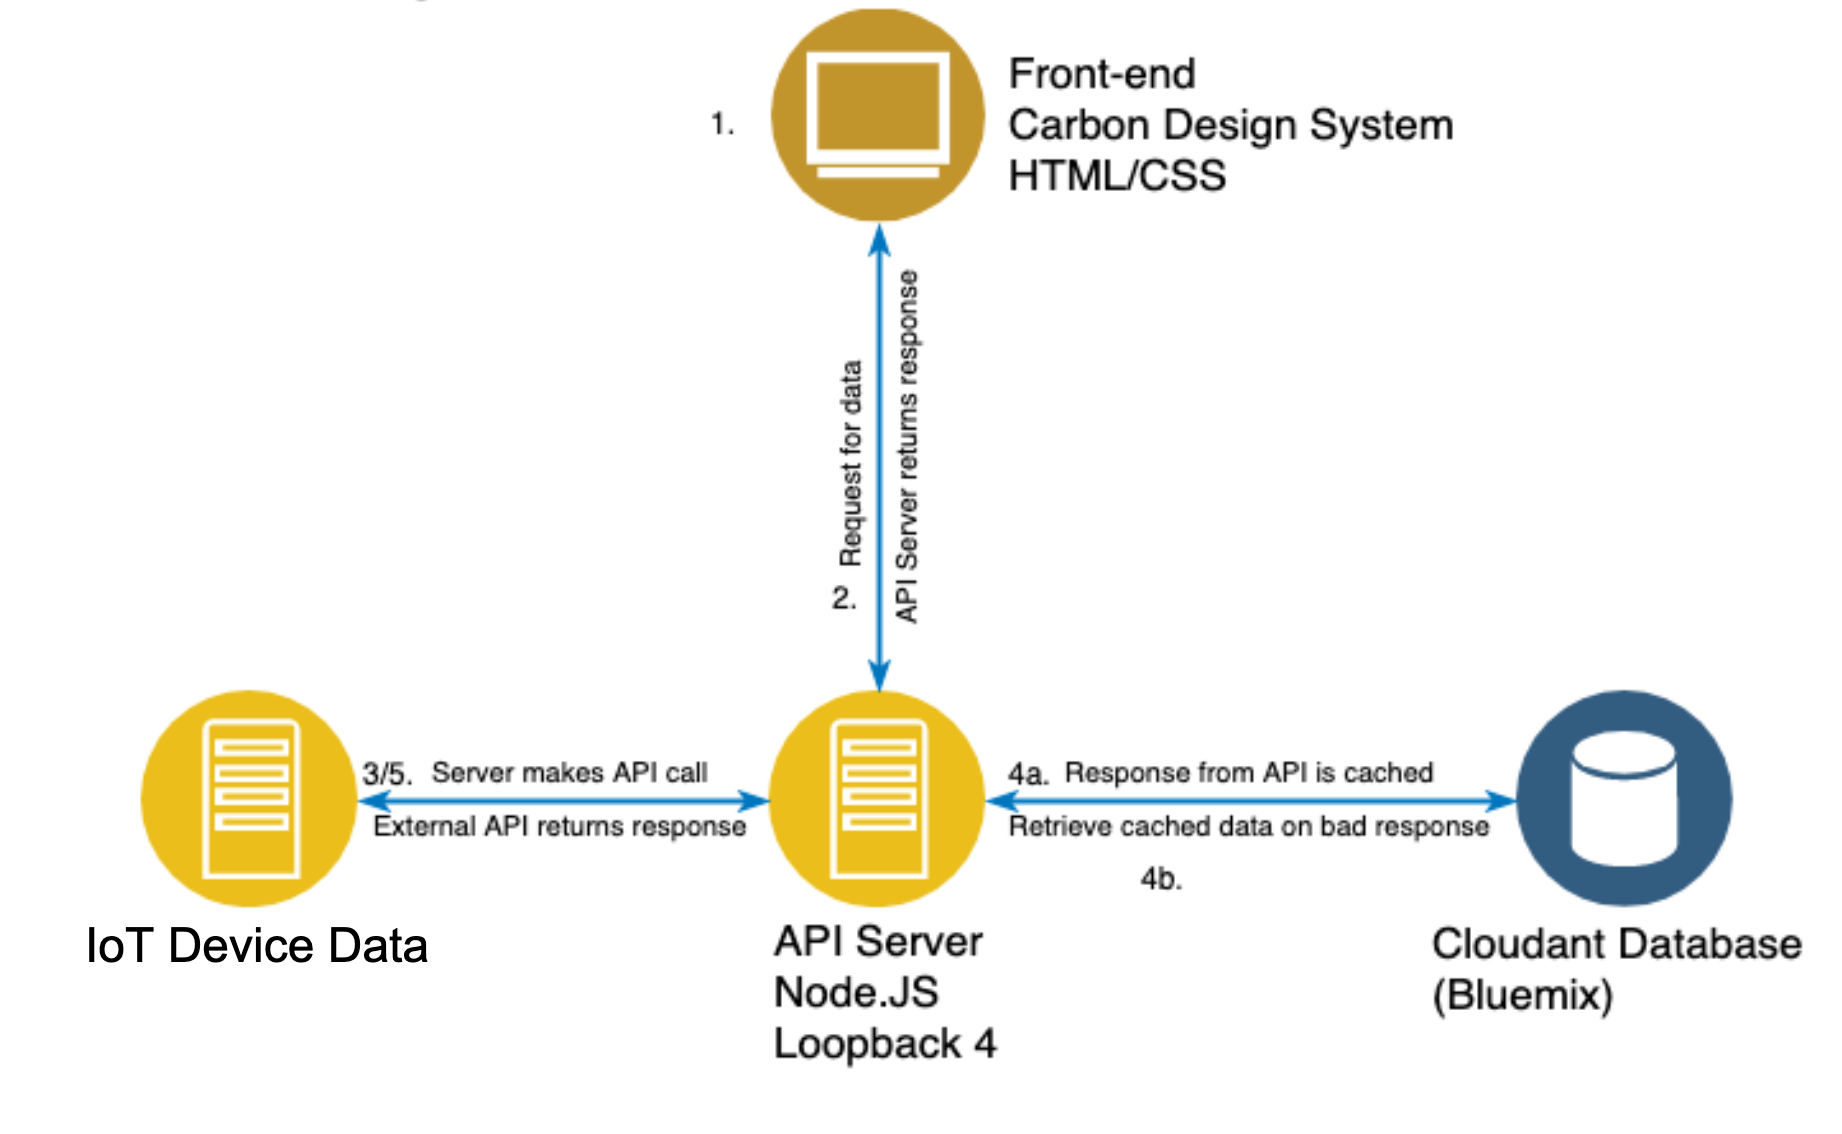 1.
Front-end
Carbon Design System
HTML/CSS
2. Request for data
API Server returns response
3/5. Server makes API call
External API returns response
4a. Response from API is cached
Retrieve cached data on bad response
4b.
IoT Device Data
API Server
Node.JS
Loopback 4
Cloudant Database
(Bluemix)